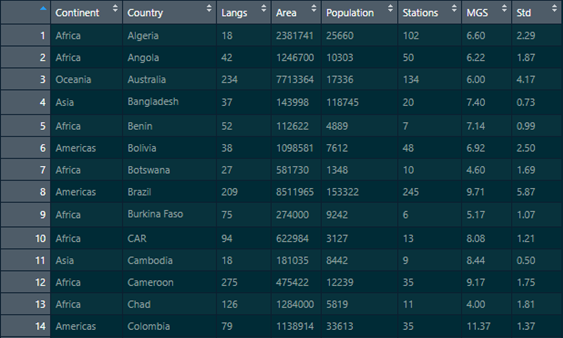 Continent Country Langs Area Population Stations MGS Std
1 Africa Algeria 18 2381741 25660 102 6.60 2.29
2 Africa Angola 42 1246700 10303 50 6.22 1.87
3 Oceania Australia 234 7713364 17336 134 6.00 4.17
4 Asia Bangladesh 37 143998 118745 20 7.40 0.73
5 Africa Benin 52 112622 4889 7 7.14 0.99
6 Americas Bolivia 38 1098581 7612 48 6.92 2.50
7 Africa Botswana 27 581730 1348 10 4.60 1.69
8 Americas Brazil 209 8511965 153322 245 9.71 5.87
9 Africa Burkina Faso 75 274000 9242 6 5.17 1.07
10 Africa CAR 94 622984 3127 13 8.08 1.21
11 Asia Cambodia 18 181035 8442 9 8.44 0.50
12 Africa Cameroon 275 475422 12239 35 9.17 1.75
13 Africa Chad 126 1284000 5819 11 4.00 1.81
14 Americas Colombia 79 1138914 33613 35 11.37 1.37